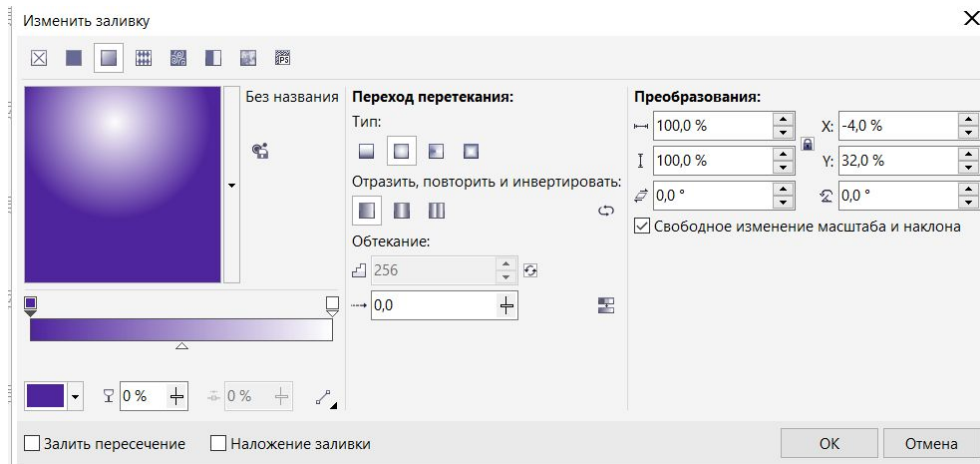 Изменить заливку
PS
Без названия
Переход перетекания:
Тип:
Отразить, повторить и инвертировать:
Обтекание:
256
0,0
Преобразования:
100,0 % X: -4,0 %
100,0 % Y: 32,0 %
0,0 ° 0,0 °
Свободное изменение масштаба и наклона
0 % 0 %
Залить пересечение Наложение заливки
OK Отмена